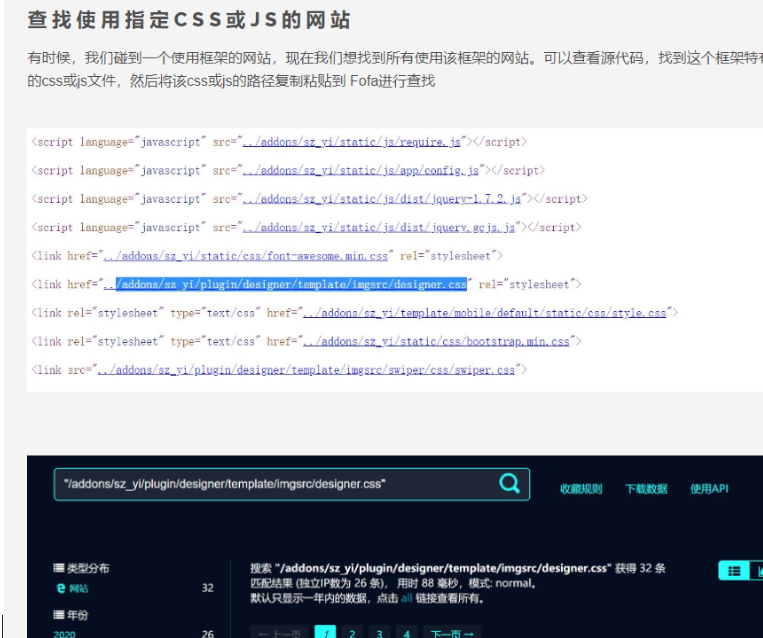 查找使用指定CSS或JS的网站
有时候，我们碰到一个使用框架的网站，现在我们想找到所有使用该框架的网站。可以查看源代码，找到这个框架特有
的css或js文件，然后将该css或js的路径复制粘贴到 Fofa进行查找
<script language="javascript" src="../addons/sz_yi/static/js/require.js"></script>
<script language="javascript" src="../addons/sz_yi/static/js/app/config.js"></script>
<script language="javascript" src="../addons/sz_yi/static/js/dist/jquery-1.7.2.js"></script>
<script language="javascript" src="../addons/sz_yi/static/js/dist/jquery.gcjs.js"></script>
<link href="../addons/sz_yi/static/css/font-awesome.min.css" rel="stylesheet">
<link href="../addons/sz_yi/plugin/designer/template/imgsrc/designer.css" rel="stylesheet">
<link rel="stylesheet" type="text/css" href="../addons/sz_yi/template/mobile/default/static/css/style.css">
<link rel="stylesheet" type="text/css" href="../addons/sz_yi/static/css/bootstrap.min.css">
<link src="../addons/sz_yi/plugin/designer/template/imgsrc/swiper/css/swiper.css">
"/addons/sz_yi/plugin/designer/template/imgsrc/designer.css"
收藏规则 下载数据 使用API
类型分布
网站 32
年份
2020 26
搜索 "/addons/sz_yi/plugin/designer/template/imgsrc/designer.css" 获得 32 条
匹配结果 (独立IP数为 26 条)， 用时 88 毫秒，模式: normal。
默认只显示一年内的数据，点击 all 链接查看所有。
←上一页 1 2 3 4 下一页→